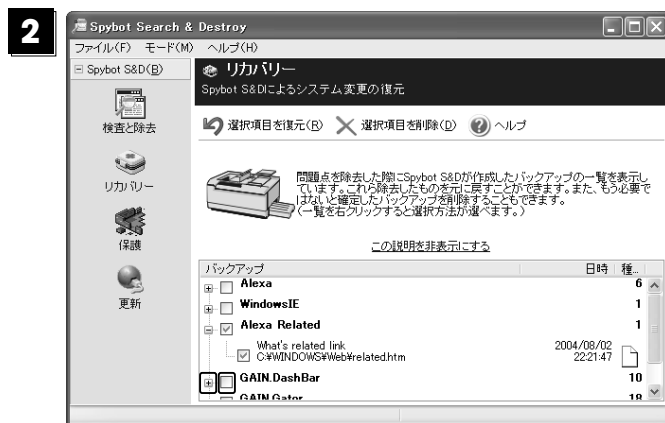 2
Spybot Search & Destroy
ファイル(F) モード(M) ヘルプ(H)
Spybot S&D(B)
検査と除去
リカバリー
保護
更新
リカバリー
Spybot S&Dによるシステム変更の復元
選択項目を復元(R) 選択項目を削除(D) ヘルプ
問題点を除去した際にSpybot S&Dが作成したバックアップの一覧を表示し
ています。これら除去したものを元に戻すことができます。また、もう必要で
はないと確定したバックアップを削除することもできます。
(一覧を右クリックすると選択方法が選べます。)
この説明を非表示にする
バックアップ 日時 種...
Alexa 6
WindowsIE 1
Alexa Related 1
What's related link
C:¥WINDOWS¥Web¥related.htm
2004/08/02
22:21:47
GAIN.DashBar 10
GAIN.Gator 18